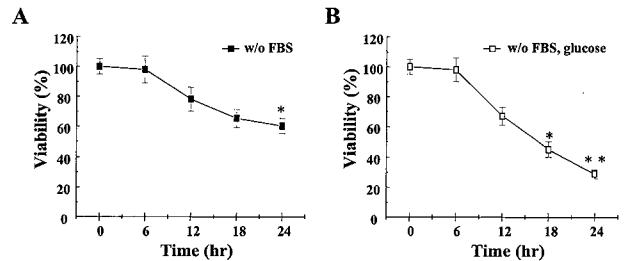 A
B
120
100
80
60
40
20
0
w/o FBS
*
Viability (%)
0 6 12 18 24
Time (hr)
120
100
80
60
40
20
0
w/o FBS, glucose
*
* *
Viability (%)
0 6 12 18 24
Time (hr)